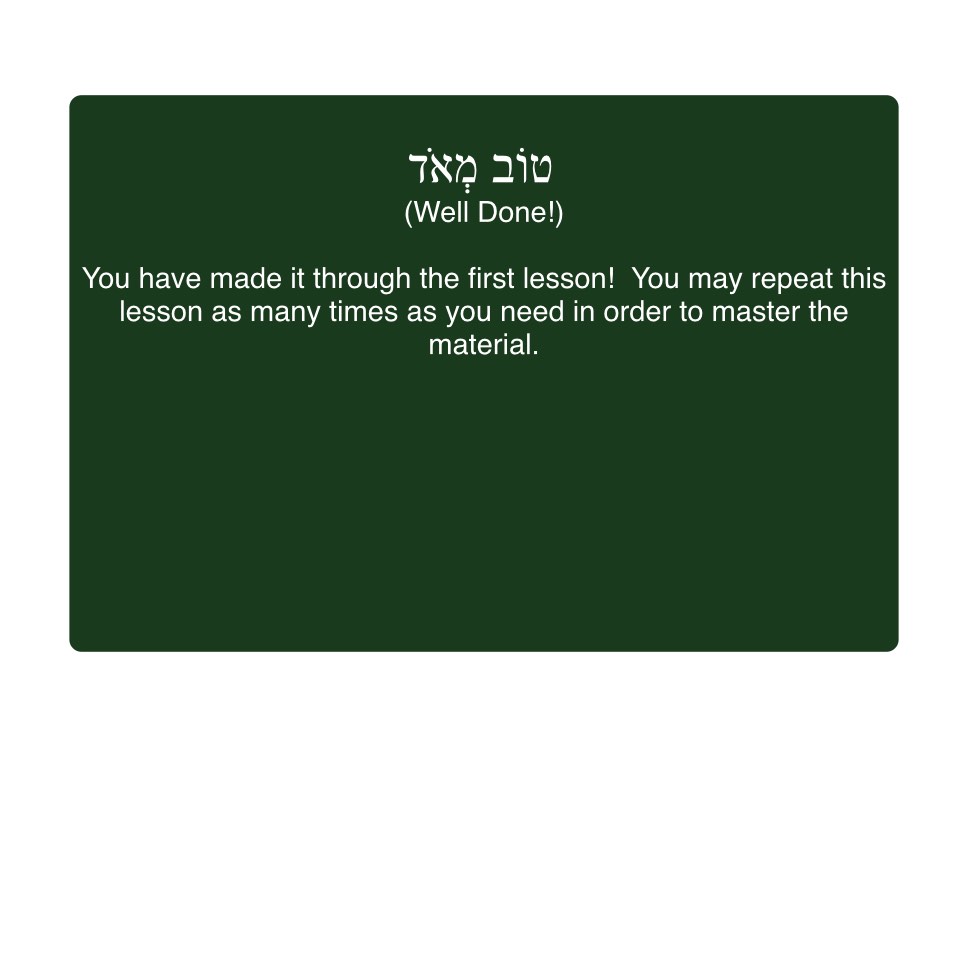 טוֹב מְאֹד
(Well Done!)
You have made it through the first lesson!  You may repeat this
lesson as many times as you need in order to master the
material.